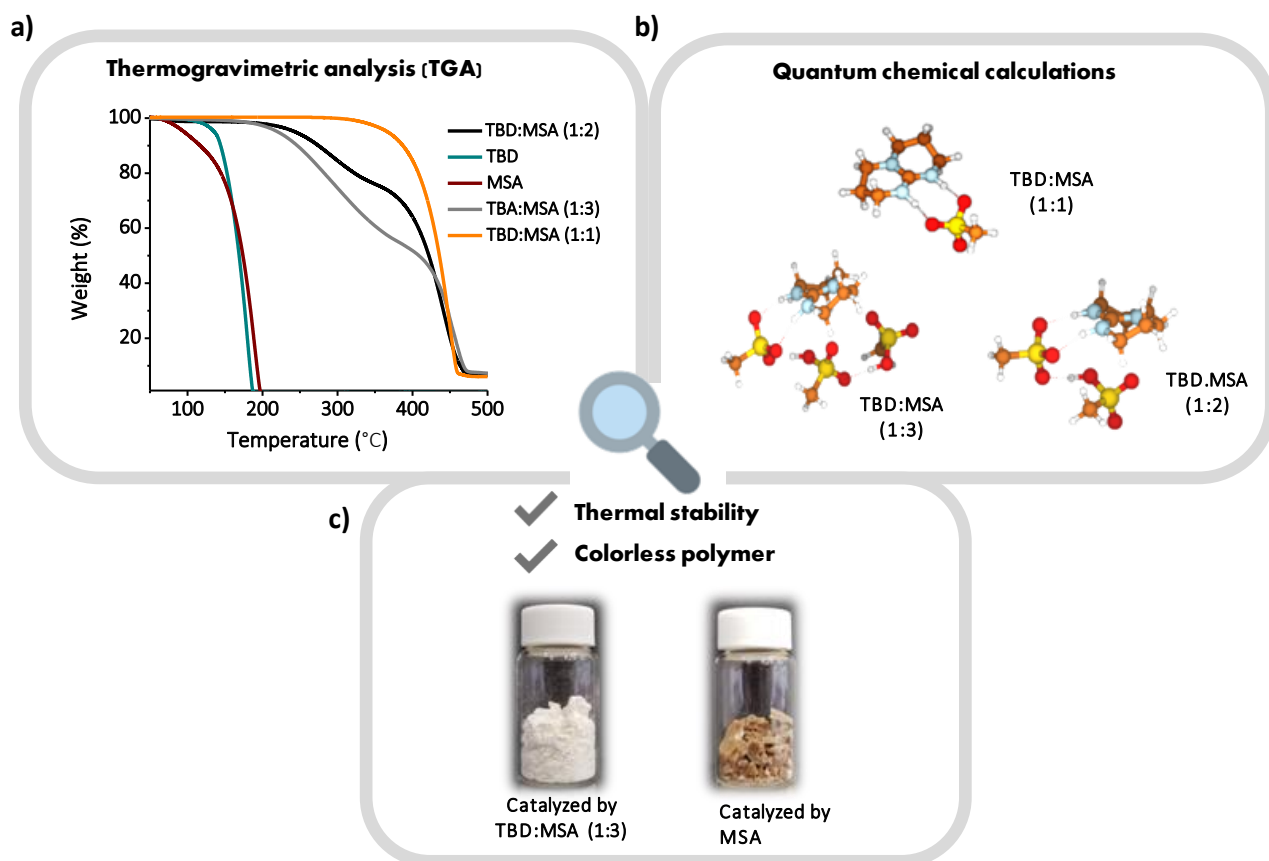 a)
Thermogravimetric analysis (TGA)
100
80
60
40
20
Weight (%)
100
200
300
400
500
Temperature (°C)
TBD:MSA (1:2)
TBD
MSA
TBA:MSA (1:3)
TBD:MSA (1:1)
b)
Quantum chemical calculations
TBD:MSA
(1:1)
TBD:MSA
(1:3)
TBD.MSA
(1:2)
c)
Thermal stability
Colorless polymer
Catalyzed by
TBD:MSA (1:3)
Catalyzed by
MSA